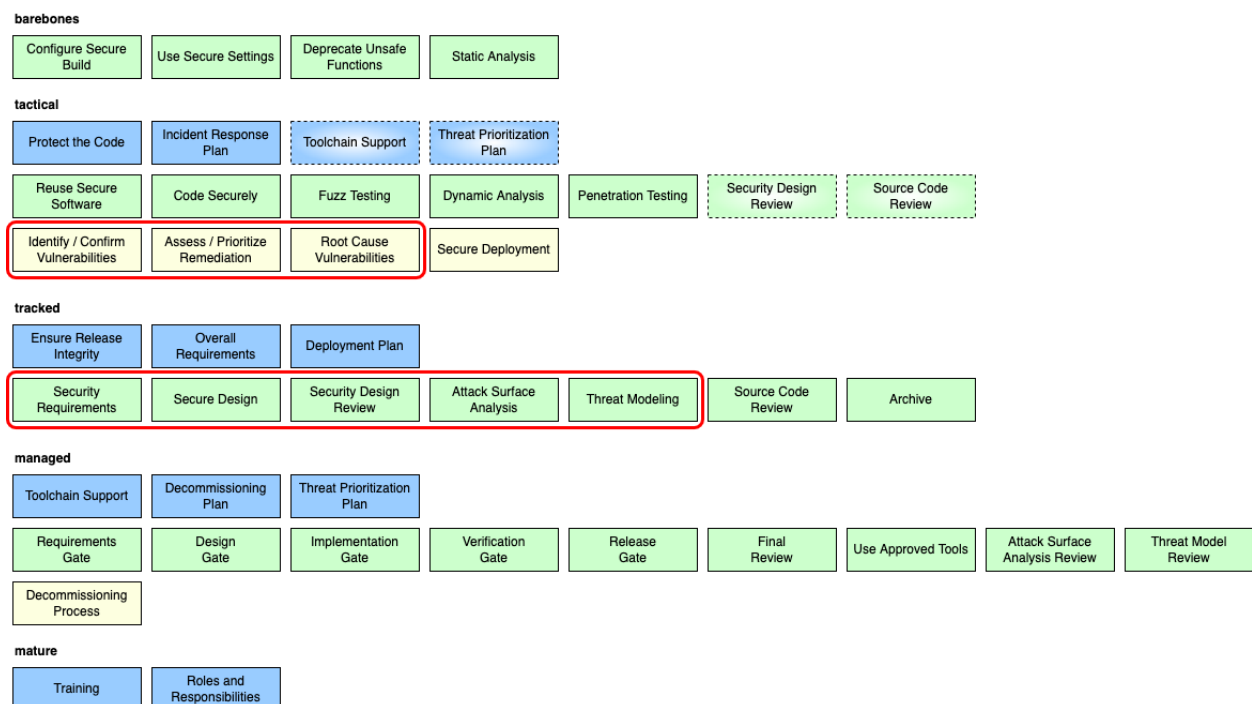 barebones
Configure Secure
Build
Use Secure Settings
Deprecate Unsafe
Functions
Static Analysis
tactical
Protect the Code
Incident Response
Plan
Toolchain Support
Threat Prioritization
Plan
Reuse Secure
Software
Code Securely
Fuzz Testing
Dynamic Analysis
Penetration Testing
Security Design
Review
Source Code
Review
Identify / Confirm
Vulnerabilities
Assess / Prioritize
Remediation
Root Cause
Vulnerabilities
Secure Deployment
tracked
Ensure Release
Integrity
Overall
Requirements
Deployment Plan
Security
Requirements
Secure Design
Security Design
Review
Attack Surface
Analysis
Threat Modeling
Source Code
Review
Archive
managed
Toolchain Support
Decommissioning
Plan
Threat Prioritization
Plan
Requirements
Gate
Design
Gate
Implementation
Gate
Verification
Gate
Release
Gate
Final
Review
Use Approved Tools
Attack Surface
Analysis Review
Threat Model
Review
Decommissioning
Process
mature
Training
Roles and
Responsibilities